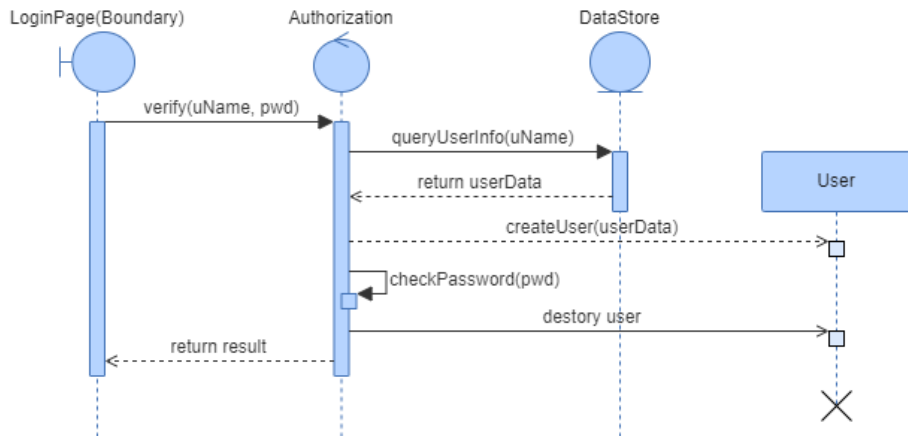 LoginPage(Boundary)
Authorization
DataStore
verify(uName, pwd)
queryUserInfo(uName)
return userData
User
createUser(userData)
checkPassword(pwd)
destory user
return result